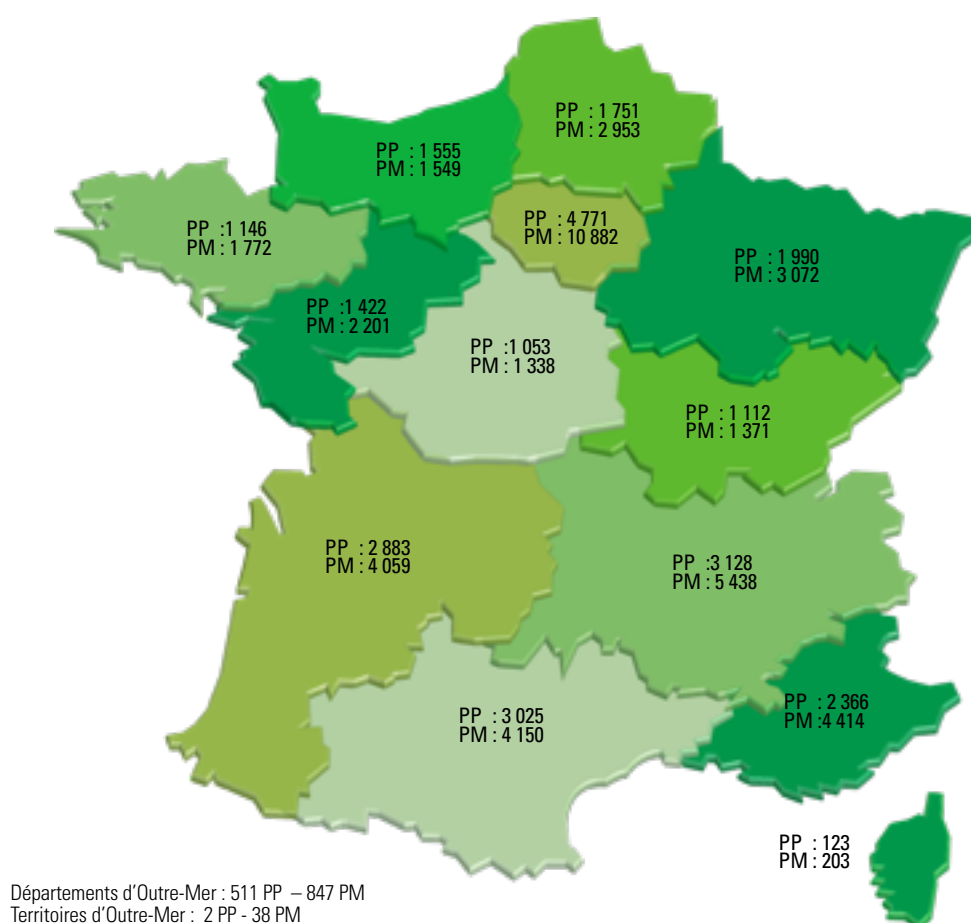 PP : 1 751
PM : 2 953
PP : 1 555
PM : 1 549
PP : 4 771
PM : 10 882
PP :1 146
PM : 1 772
PP : 1 990
PM : 3 072
PP :1 422
PM : 2 201
PP :1 053
PM : 1 338
PP : 1 112
PM : 1 371
PP : 2 883
PM : 4 059
PP :3 128
PM : 5 438
PP : 2 366
PM :4 414
PP : 3 025
PM : 4 150
PP : 123
PM : 203
Départements d'Outre-Mer : 511 PP – 847 PM
Territoires d'Outre-Mer : 2 PP - 38 PM